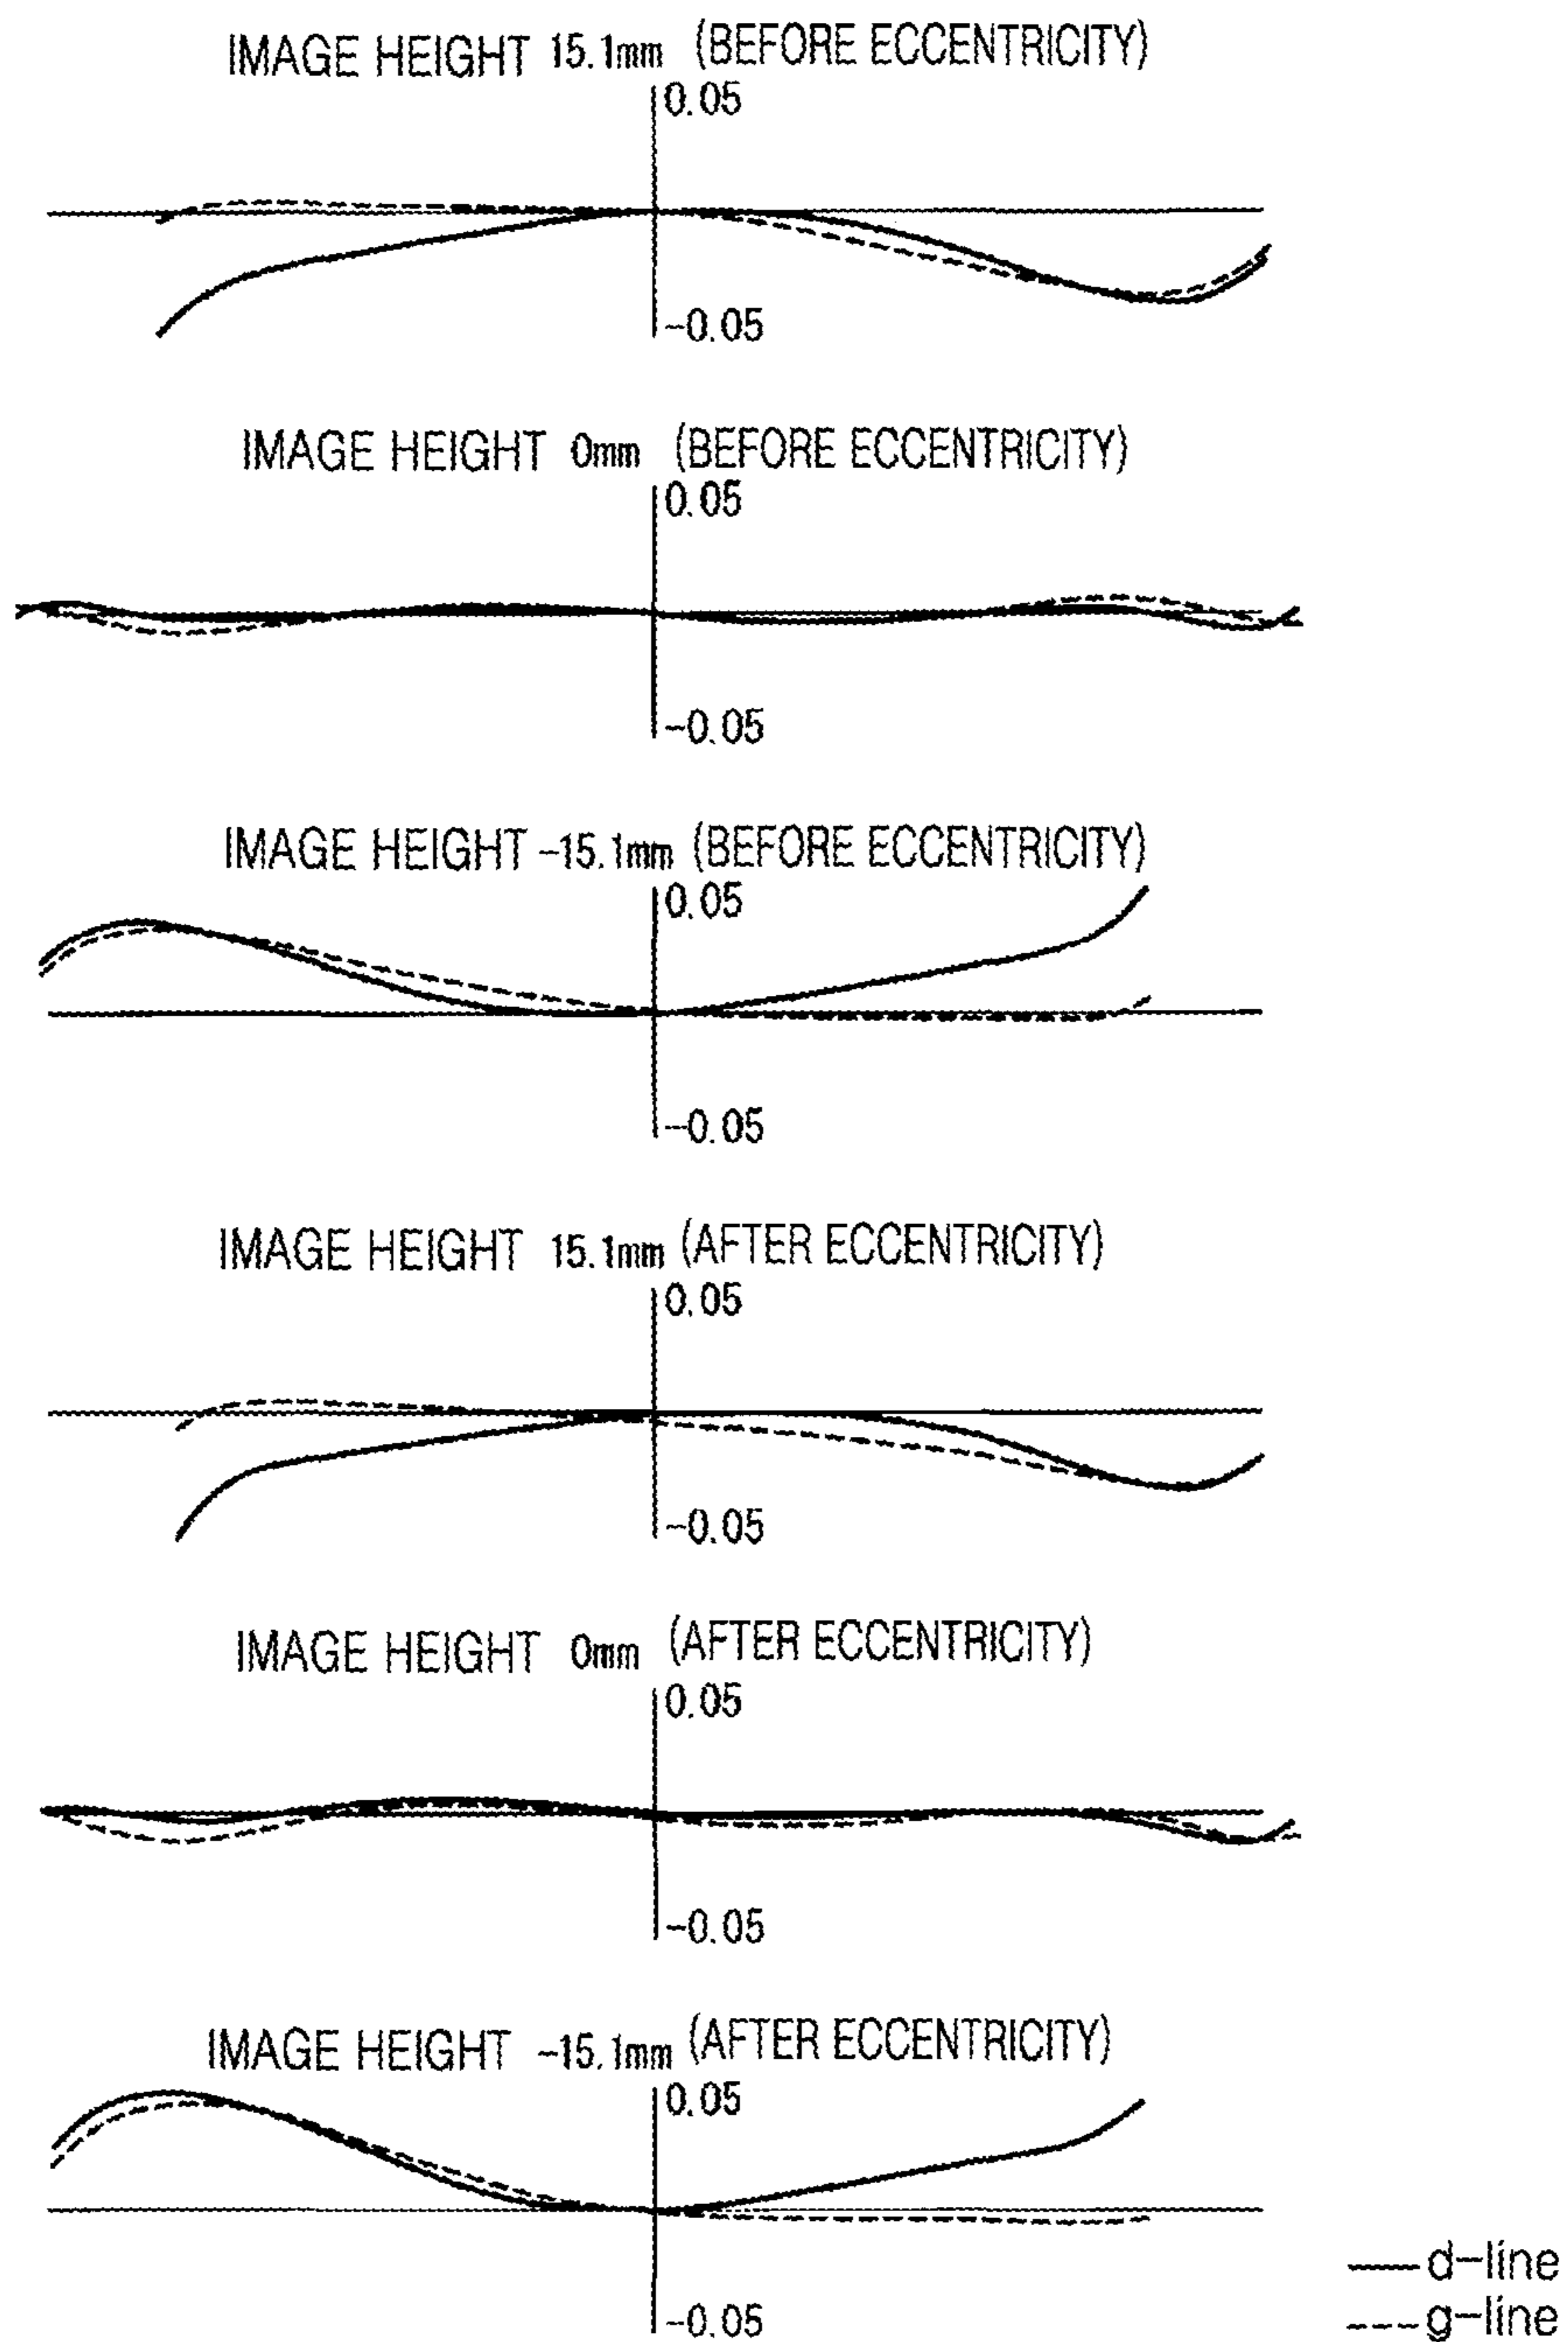 IMAGE HEIGHT 15.1mm (BEFORE ECCENTRICITY)
0.05
-0.05
IMAGE HEIGHT 0mm (BEFORE ECCENTRICITY)
0.05
-0.05
IMAGE HEIGHT -15.1mm (BEFORE ECCENTRICITY)
0.05
-0.05
IMAGE HEIGHT 15.1mm (AFTER ECCENTRICITY)
0.05
-0.05
IMAGE HEIGHT 0mm (AFTER ECCENTRICITY)
0.05
-0.05
IMAGE HEIGHT -15.1mm (AFTER ECCENTRICITY)
0.05
-0.05
d-line
g-line